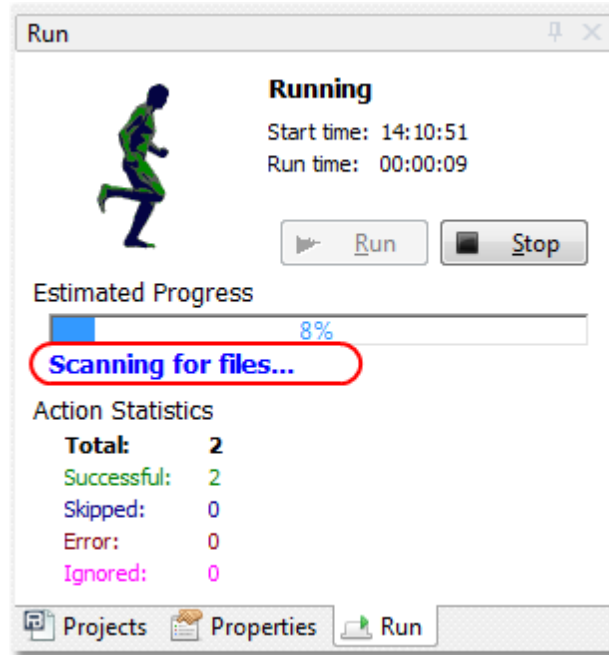 Run
Running
Start time: 14:10:51
Run time: 00:00:09
Run Stop
Estimated Progress
8%
Scanning for files...
Action Statistics
Total: 2
Successful: 2
Skipped: 0
Error: 0
Ignored: 0
Projects Properties Run